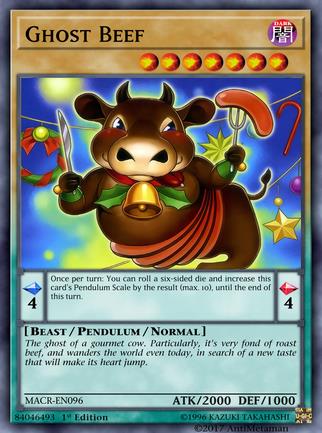 GHOST BEEF
DARK
闇
Once per turn: You can roll a six-sided die and increase this
card's Pendulum Scale by the result (max. 10), until the end of
this turn.
4
4
[ Beast / Pendulum / Normal ]
The ghost of a gourmet cow. Particularly, it's very fond of roast
beef, and wanders the world even today, in search of a new taste
that will make its heart jump.
MACR-EN096
ATK/2000 DEF/1000
84046493 1st Edition
©1996 KAZUKI TAKAHASHI
©2017 AntiMetaman